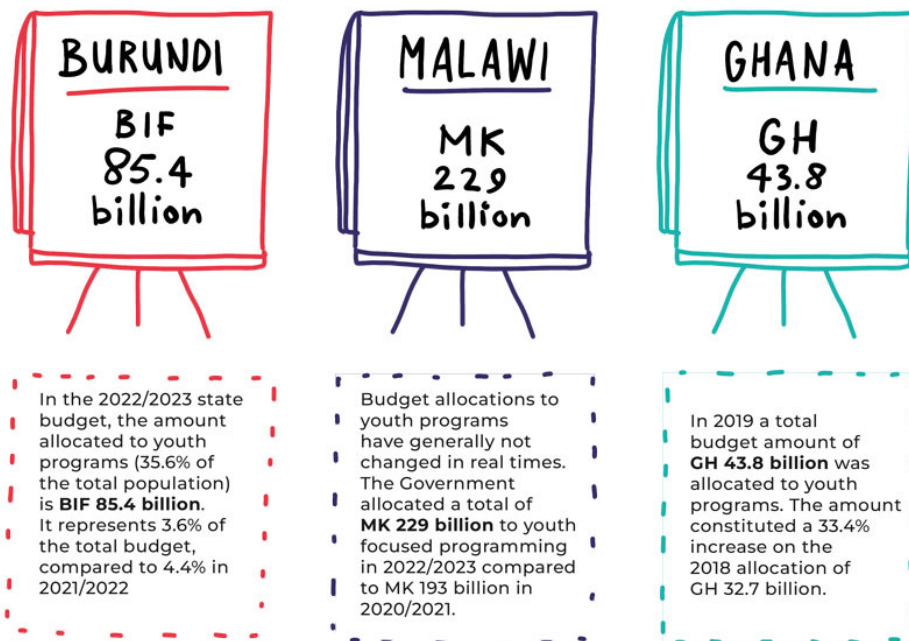 BURUNDI
BIF
85.4
billion
In the 2022/2023 state
budget, the amount
allocated to youth
programs (35.6% of
the total population)
is BIF 85.4 billion.
It represents 3.6% of
the total budget,
compared to 4.4% in
2021/2022
MALAWI
MK
229
billion
Budget allocations to
youth programs
have generally not
changed in real times.
The Government
allocated a total of
MK 229 billion to youth
focused programming
in 2022/2023 compared
to MK 193 billion in
2020/2021.
GHANA
GH
43.8
billion
In 2019 a total
budget amount of
GH 43.8 billion was
allocated to youth
programs. The amount
constituted a 33.4%
increase on the
2018 allocation of
GH 32.7 billion.